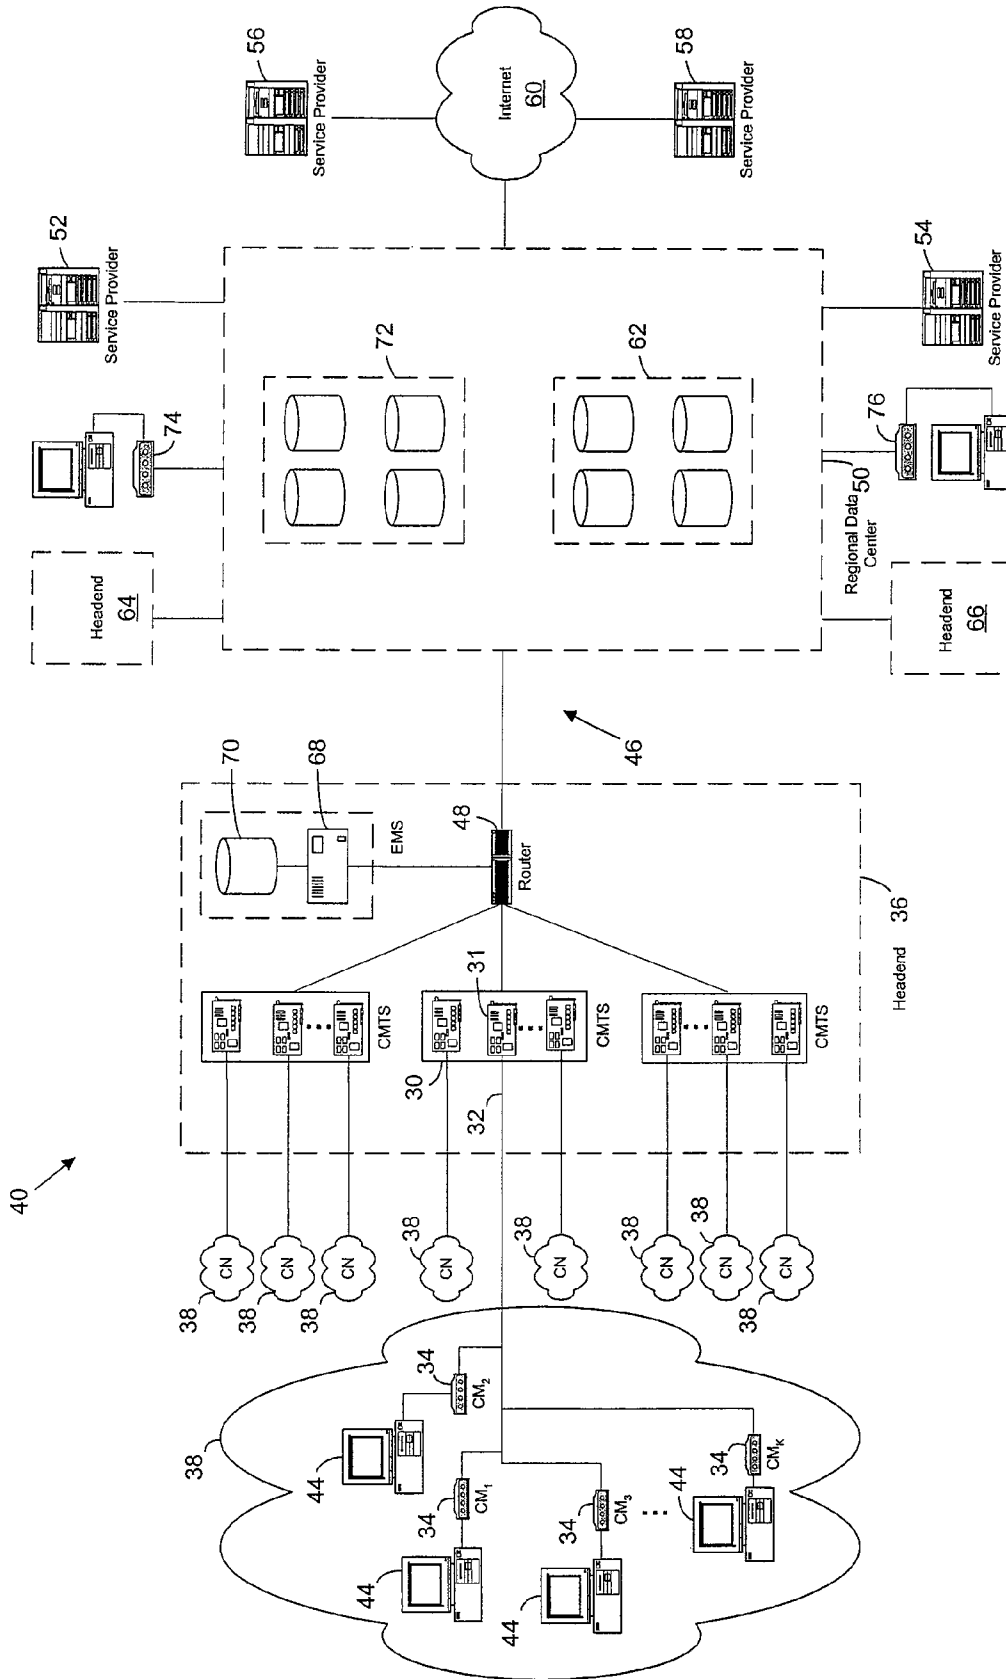 40
38
44
44
44
44
34
CM₁
34
CM₂
34
CM₃
34
CMₖ
38
CN
38
CN
38
CN
38
CN
38
CN
38
CN
38
CN
38
CN
32
30
31
CMTS
CMTS
CMTS
70
68
EMS
48
Router
36
Headend
46
Headend
64
Headend
66
74
76
50
Regional Data
Center
72
62
52
Service Provider
54
Service Provider
56
Service Provider
58
Service Provider
Internet
60